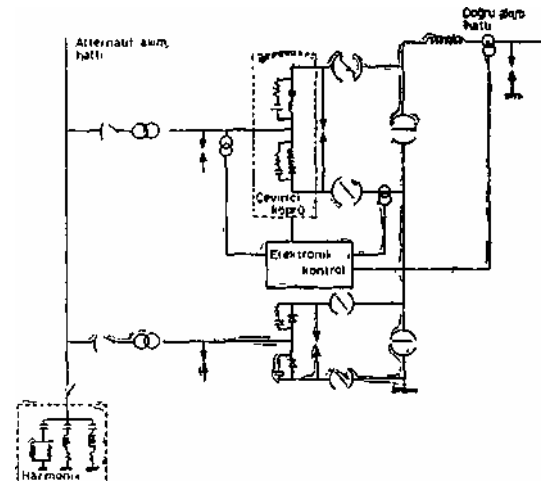 Doğru akım
hattı
Alternatif akım
hattı
Çevirici
köprü
Elektronik
kontrol
Harmonik